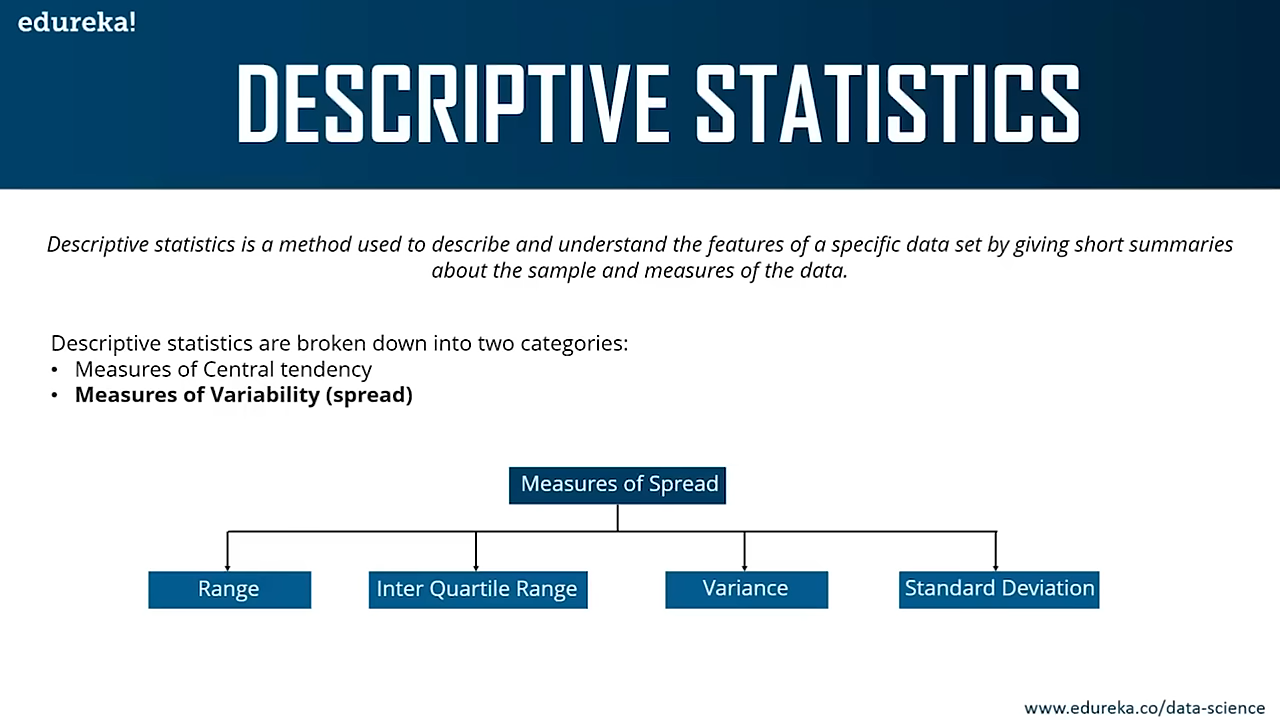 edureka!
DESCRIPTIVE STATISTICS
Descriptive statistics is a method used to describe and understand the features of a specific data set by giving short summaries
about the sample and measures of the data.
Descriptive statistics are broken down into two categories:
• Measures of Central tendency
• Measures of Variability (spread)
Measures of Spread
Range
Inter Quartile Range
Variance
Standard Deviation
www.edureka.co/data-science